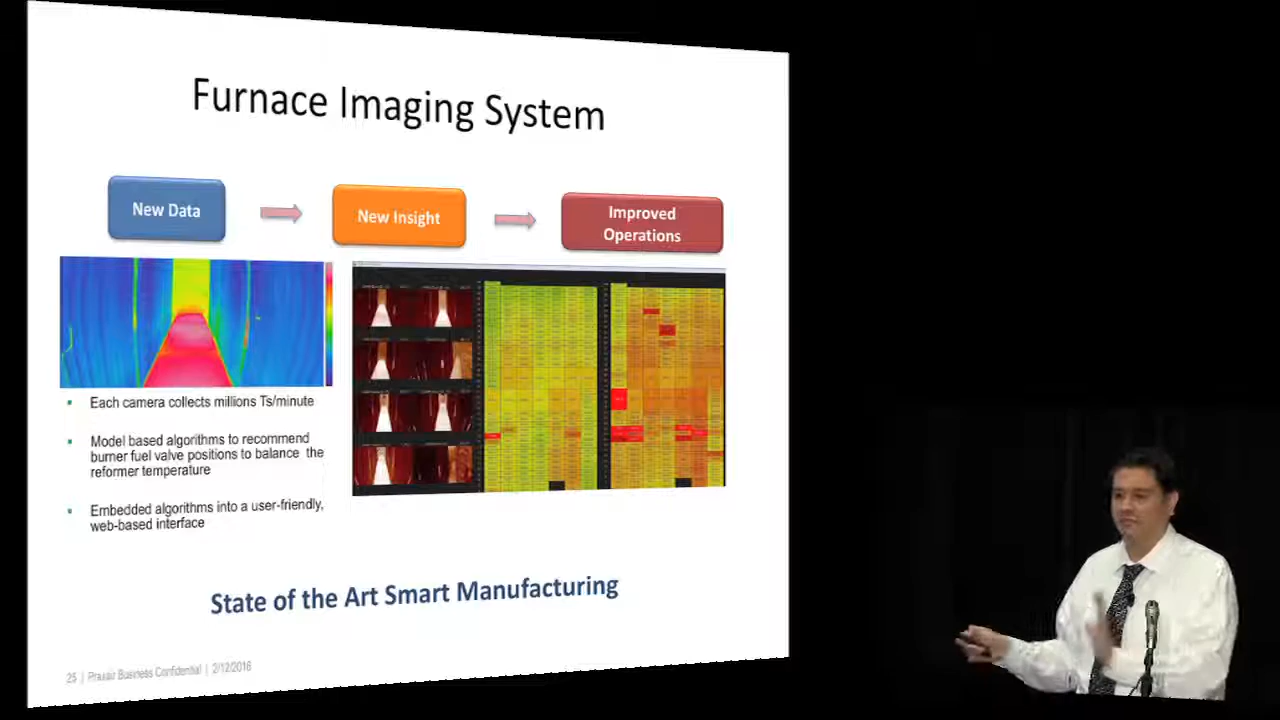 Furnace Imaging System
New Data
New Insight
Improved
Operations
Each camera collects millions Ts/minute
Model based algorithms to recommend
burner fuel valve positions to balance the
reformer temperature
Embedded algorithms into a user-friendly,
web-based interface
State of the Art Smart Manufacturing
25 | Praxair Business Confidential | 2/12/2016